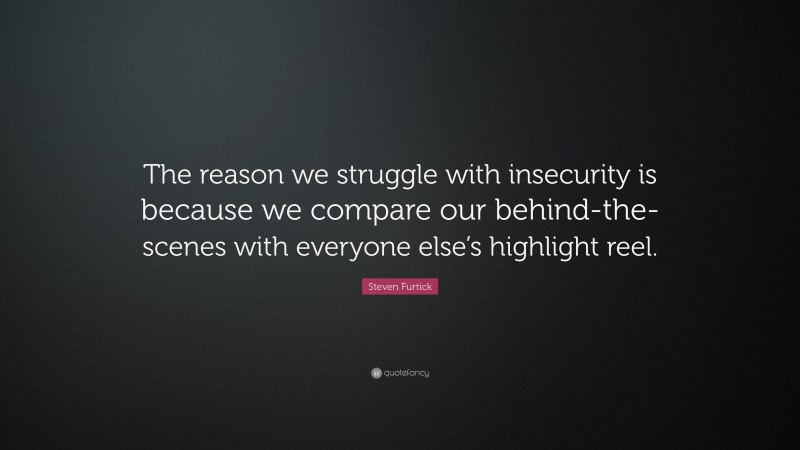 The reason we struggle with insecurity is
because we compare our behind-the-
scenes with everyone else’s highlight reel.
Steven Furtick
quotefancy